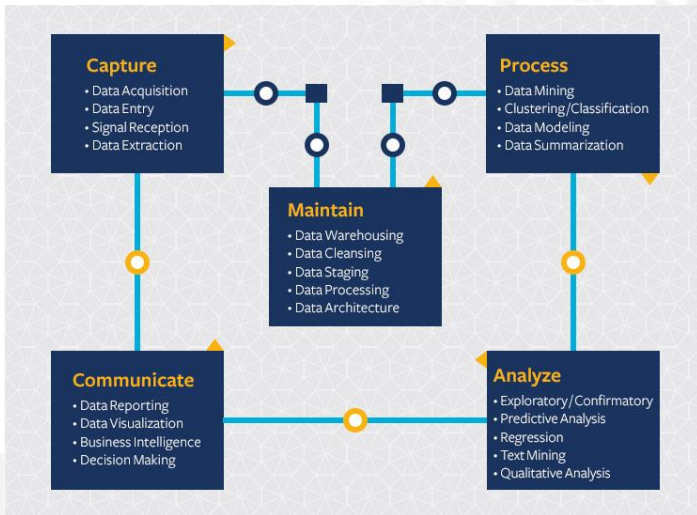 Capture
• Data Acquisition
• Data Entry
• Signal Reception
• Data Extraction
Process
• Data Mining
• Clustering/Classification
• Data Modeling
• Data Summarization
Maintain
• Data Warehousing
• Data Cleansing
• Data Staging
• Data Processing
• Data Architecture
Communicate
• Data Reporting
• Data Visualization
• Business Intelligence
• Decision Making
Analyze
• Exploratory/Confirmatory
• Predictive Analysis
• Regression
• Text Mining
• Qualitative Analysis